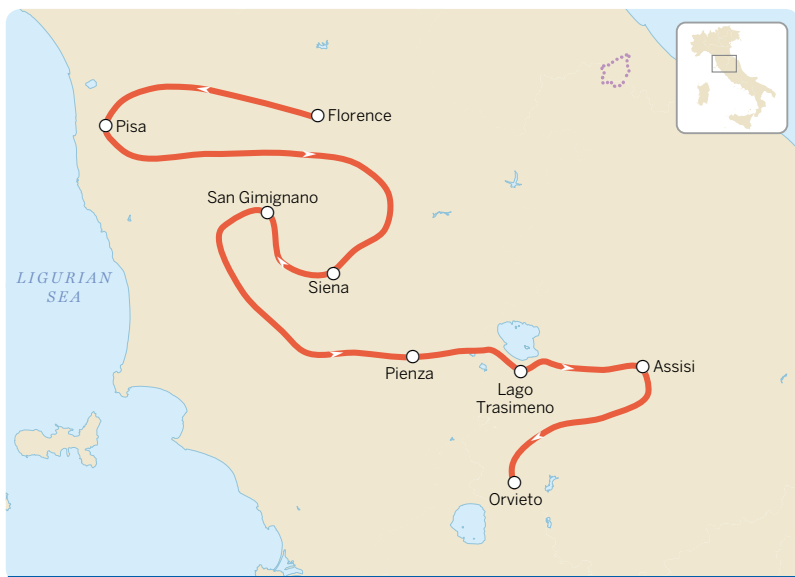 Florence
Pisa
San Gimignano
LIGURIAN
SEA
Siena
Pienza
Assisi
Lago
Trasimeno
Orvieto